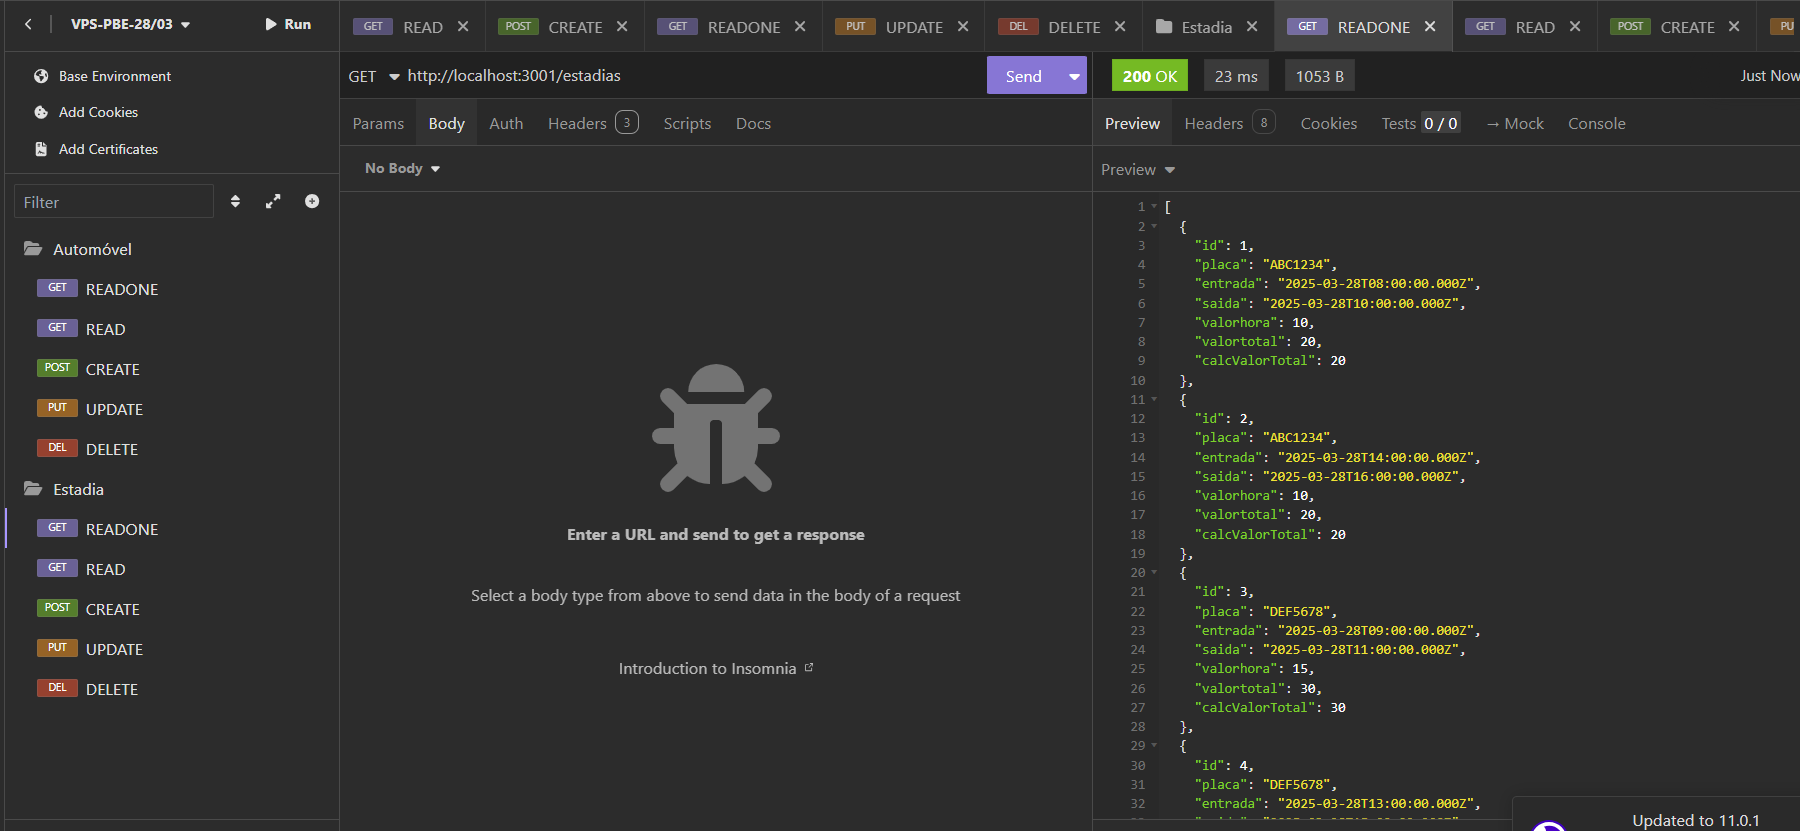 VPS-PBE-28/03
Run
GET READ
POST CREATE
GET READONE
PUT UPDATE
DEL DELETE
Estadia
GET READONE
GET READ
POST CREATE
PU
Base Environment
Add Cookies
Add Certificates
Filter
Automóvel
GET READONE
GET READ
POST CREATE
PUT UPDATE
DEL DELETE
Estadia
GET READONE
GET READ
POST CREATE
PUT UPDATE
DEL DELETE
GET http://localhost:3001/estadias
Send
Params Body Auth Headers 3 Scripts Docs
No Body
Enter a URL and send to get a response
Select a body type from above to send data in the body of a request
Introduction to Insomnia
200 OK 23 ms 1053 B Just Now
Preview Headers 8 Cookies Tests 0 / 0 → Mock Console
Preview
1 [
2 {
3 "id": 1,
4 "placa": "ABC1234",
5 "entrada": "2025-03-28T08:00:00.000Z",
6 "saida": "2025-03-28T10:00:00.000Z",
7 "valorhora": 10,
8 "valortotal": 20,
9 "calcValorTotal": 20
10 },
11 {
12 "id": 2,
13 "placa": "ABC1234",
14 "entrada": "2025-03-28T14:00:00.000Z",
15 "saida": "2025-03-28T16:00:00.000Z",
16 "valorhora": 10,
17 "valortotal": 20,
18 "calcValorTotal": 20
19 },
20 {
21 "id": 3,
22 "placa": "DEF5678",
23 "entrada": "2025-03-28T09:00:00.000Z",
24 "saida": "2025-03-28T11:00:00.000Z",
25 "valorhora": 15,
26 "valortotal": 30,
27 "calcValorTotal": 30
28 },
29 {
30 "id": 4,
31 "placa": "DEF5678",
32 "entrada": "2025-03-28T13:00:00.000Z",
Updated to 11.0.1